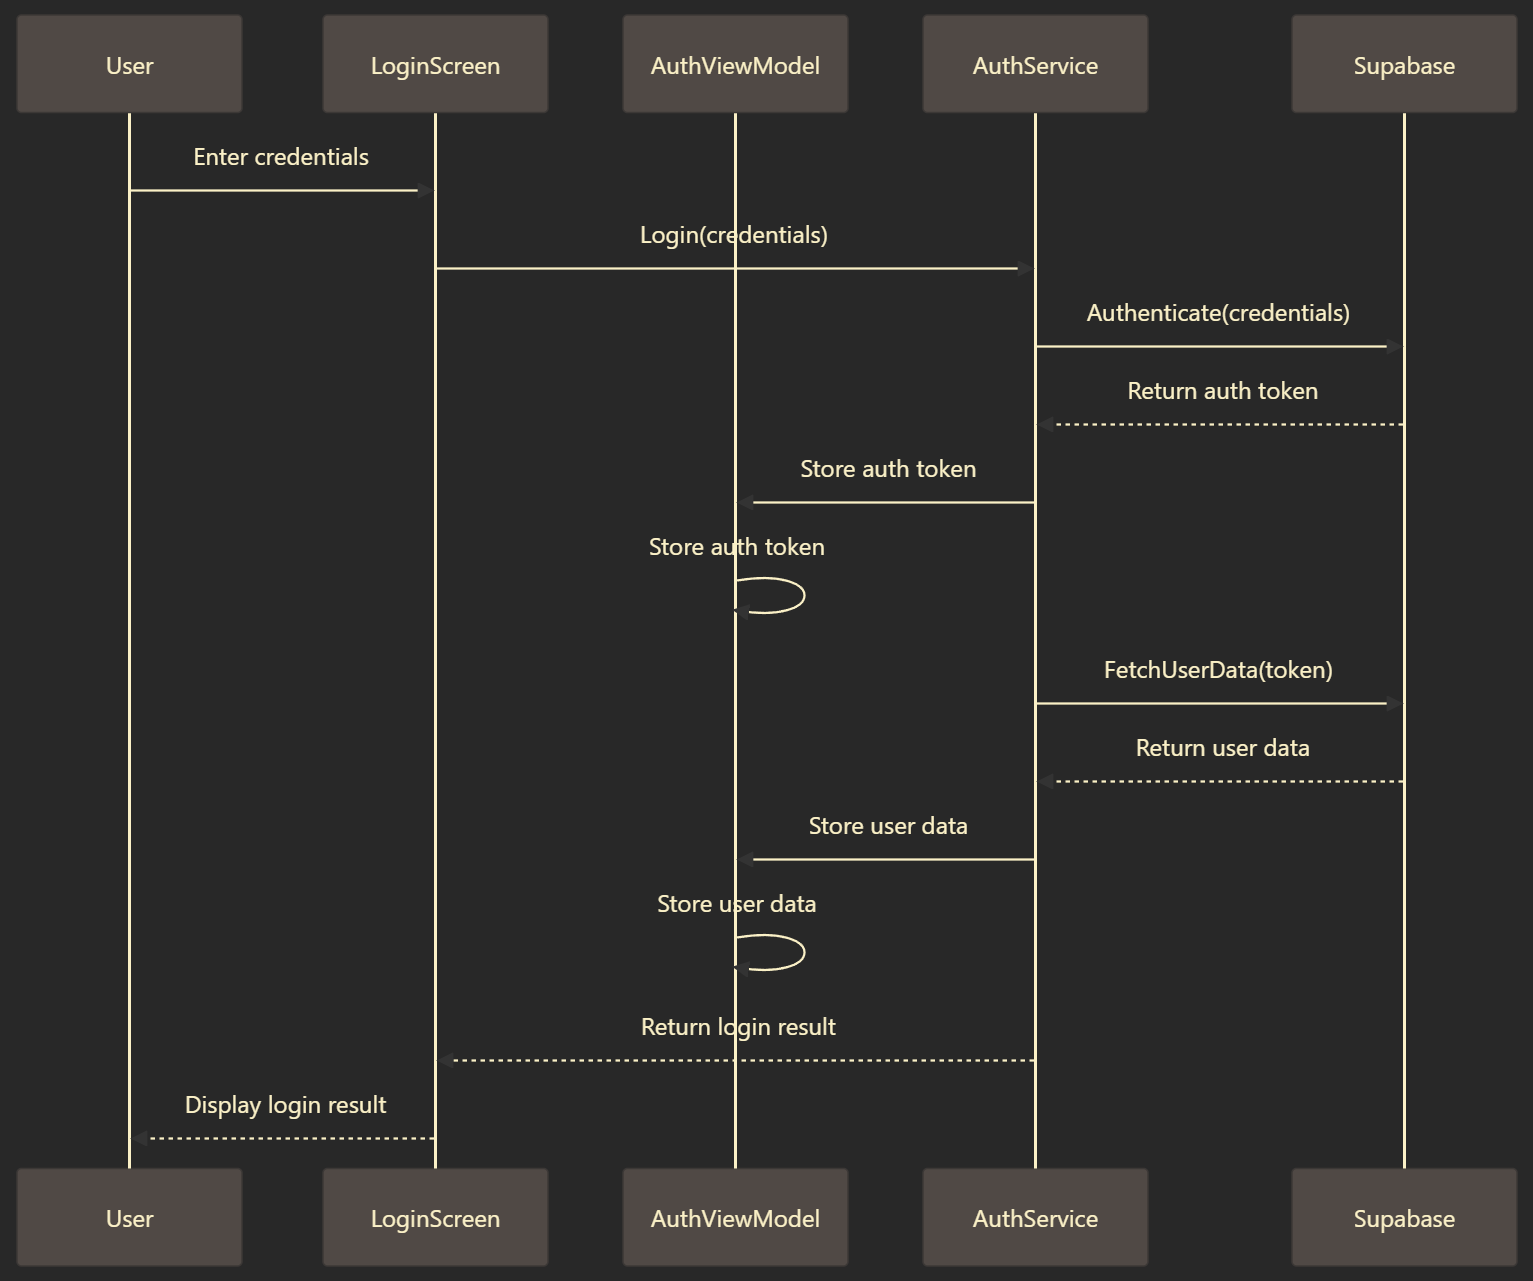 User
LoginScreen
AuthViewModel
AuthService
Supabase
Enter credentials
Login(credentials)
Authenticate(credentials)
Return auth token
Store auth token
Store auth token
FetchUserData(token)
Return user data
Store user data
Store user data
Return login result
Display login result
User
LoginScreen
AuthViewModel
AuthService
Supabase